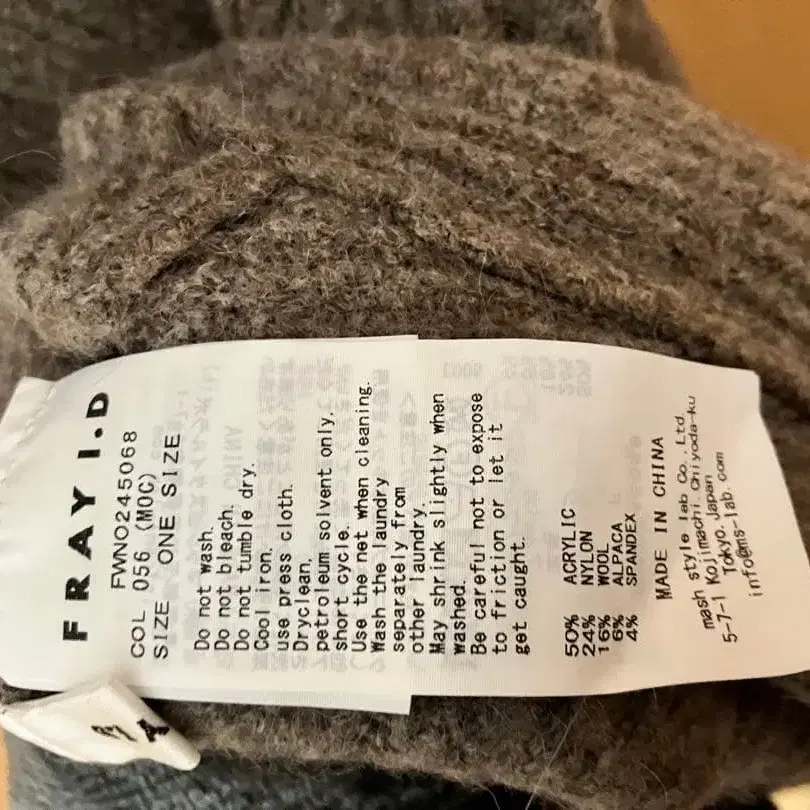 FRAY I.D
FWNO245068
COL 056 (MOC)
SIZE ONE SIZE
Do not wash.
Do not bleach.
Do not tumble dry.
Cool iron.
use press cloth.
Dryclean,
petroleum solvent only.
short cycle.
Use the net when cleaning.
Wash the laundry
separately from
other laundry.
May shrink slightly when
washed.
Be careful not to expose
to friction or let it
get caught.
50% ACRYLIC
24% NYLON
16% WOOL
6% ALPACA
4% SPANDEX
MADE IN CHINA
mash style lab Co., Ltd.
5-7-1 Kojimachi. Chiyoda-ku
Tokyo. Japan
info@ms-lab.com